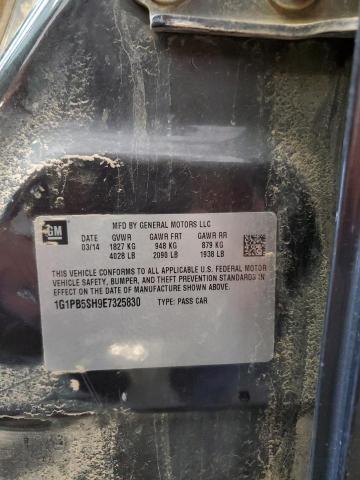 GM
MFD BY GENERAL MOTORS LLC
DATE GVWR GAWR FRT GAWR RR
03/14 1827 KG 948 KG 879 KG
4028 LB 2090 LB 1938 LB
THIS VEHICLE CONFORMS TO ALL APPLICABLE U.S. FEDERAL MOTOR
VEHICLE SAFETY, BUMPER, AND THEFT PREVENTION STANDARDS IN
EFFECT ON THE DATE OF MANUFACTURE SHOWN ABOVE.
1G1PB5SH9E7325830 TYPE: PASS CAR